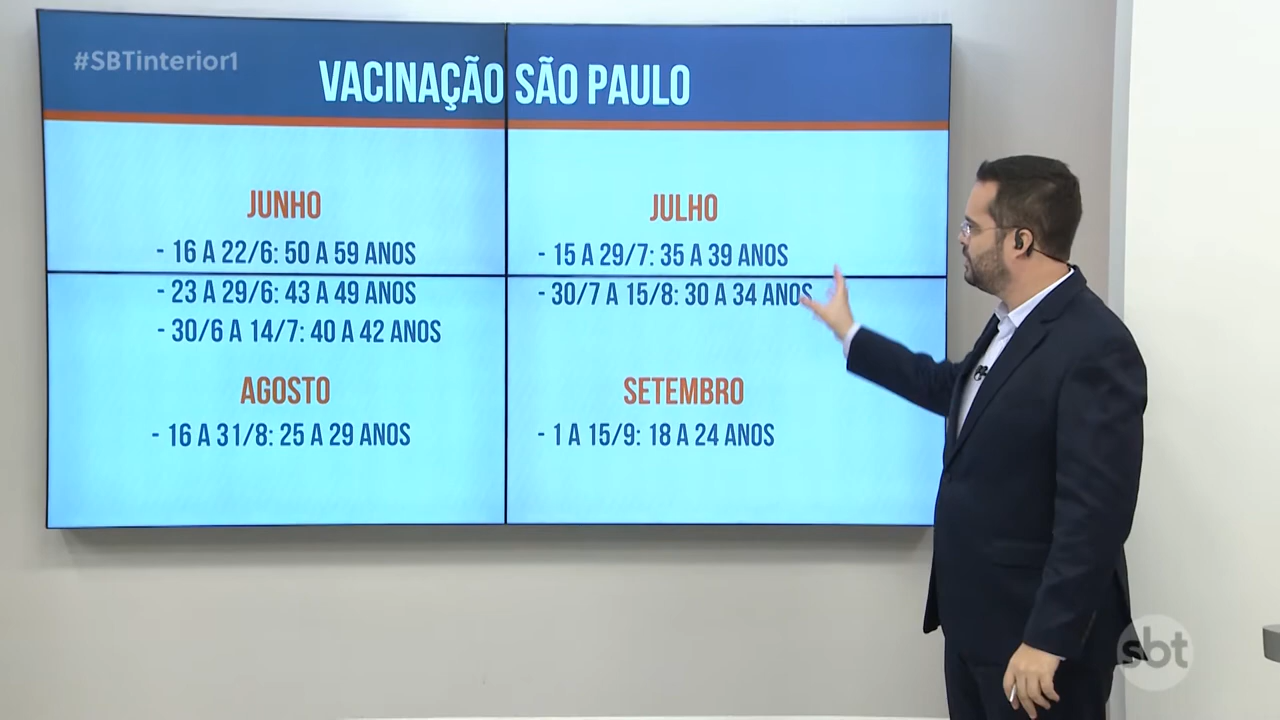 #SBTinterior1
VACINAÇÃO SÃO PAULO
JUNHO
- 16 A 22/6: 50 A 59 ANOS
- 23 A 29/6: 43 A 49 ANOS
- 30/6 A 14/7: 40 A 42 ANOS
JULHO
- 15 A 29/7: 35 A 39 ANOS
- 30/7 A 15/8: 30 A 34 ANOS
AGOSTO
- 16 A 31/8: 25 A 29 ANOS
SETEMBRO
- 1 A 15/9: 18 A 24 ANOS
sbt